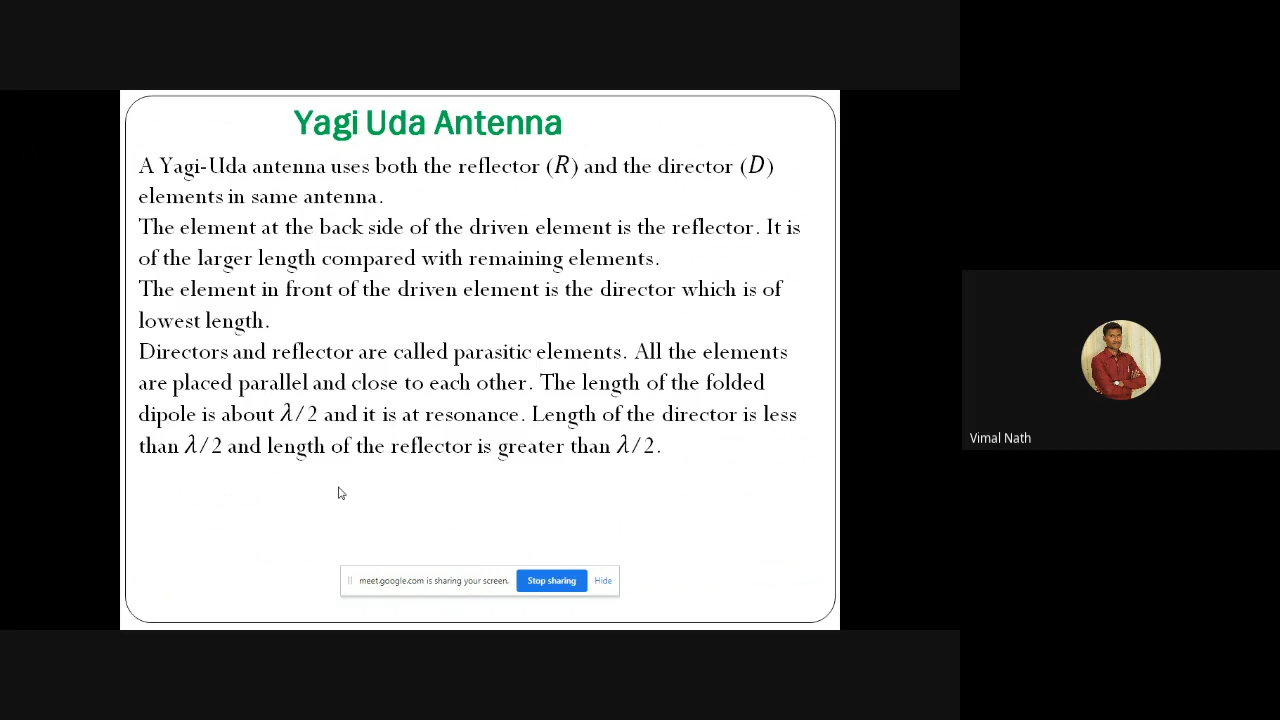 Yagi Uda Antenna
A Yagi-Uda antenna uses both the reflector (R) and the director (D)
elements in same antenna.
The element at the back side of the driven element is the reflector. It is
of the larger length compared with remaining elements.
The element in front of the driven element is the director which is of
lowest length.
Directors and reflector are called parasitic elements. All the elements
are placed parallel and close to each other. The length of the folded
dipole is about λ/2 and it is at resonance. Length of the director is less
than λ/2 and length of the reflector is greater than λ/2.
meet.google.com is sharing your screen. Stop sharing Hide
Vimal Nath